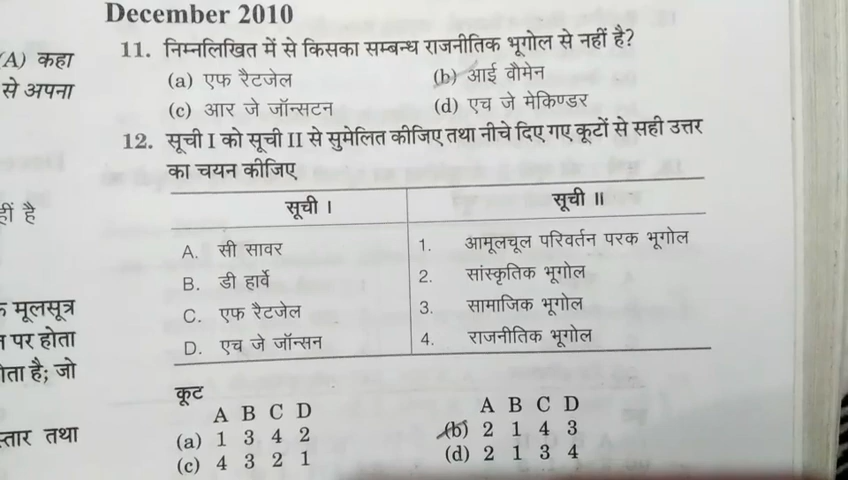 December 2010
(A) कहा
से अपना
हीं है
मूलसूत्र
पर होता
ोता है; जो
स्तार तथा
11. निम्नलिखित में से किसका सम्बन्ध राजनीतिक भूगोल से नहीं है?
(a) एफ रैटजेल (b) आई वौमेन
(c) आर जे जॉन्सटन (d) एच जे मेकिण्डर
12. सूची I को सूची II से सुमेलित कीजिए तथा नीचे दिए गए कूटों से सही उत्तर
का चयन कीजिए
सूची I सूची II
A. सी सावर 1. आमूलचूल परिवर्तन परक भूगोल
B. डी हार्वे 2. सांस्कृतिक भूगोल
C. एफ रैटजेल 3. सामाजिक भूगोल
D. एच जे जॉन्सन 4. राजनीतिक भूगोल
कूट
A B C D A B C D
(a) 1 3 4 2 (b) 2 1 4 3
(c) 4 3 2 1 (d) 2 1 3 4